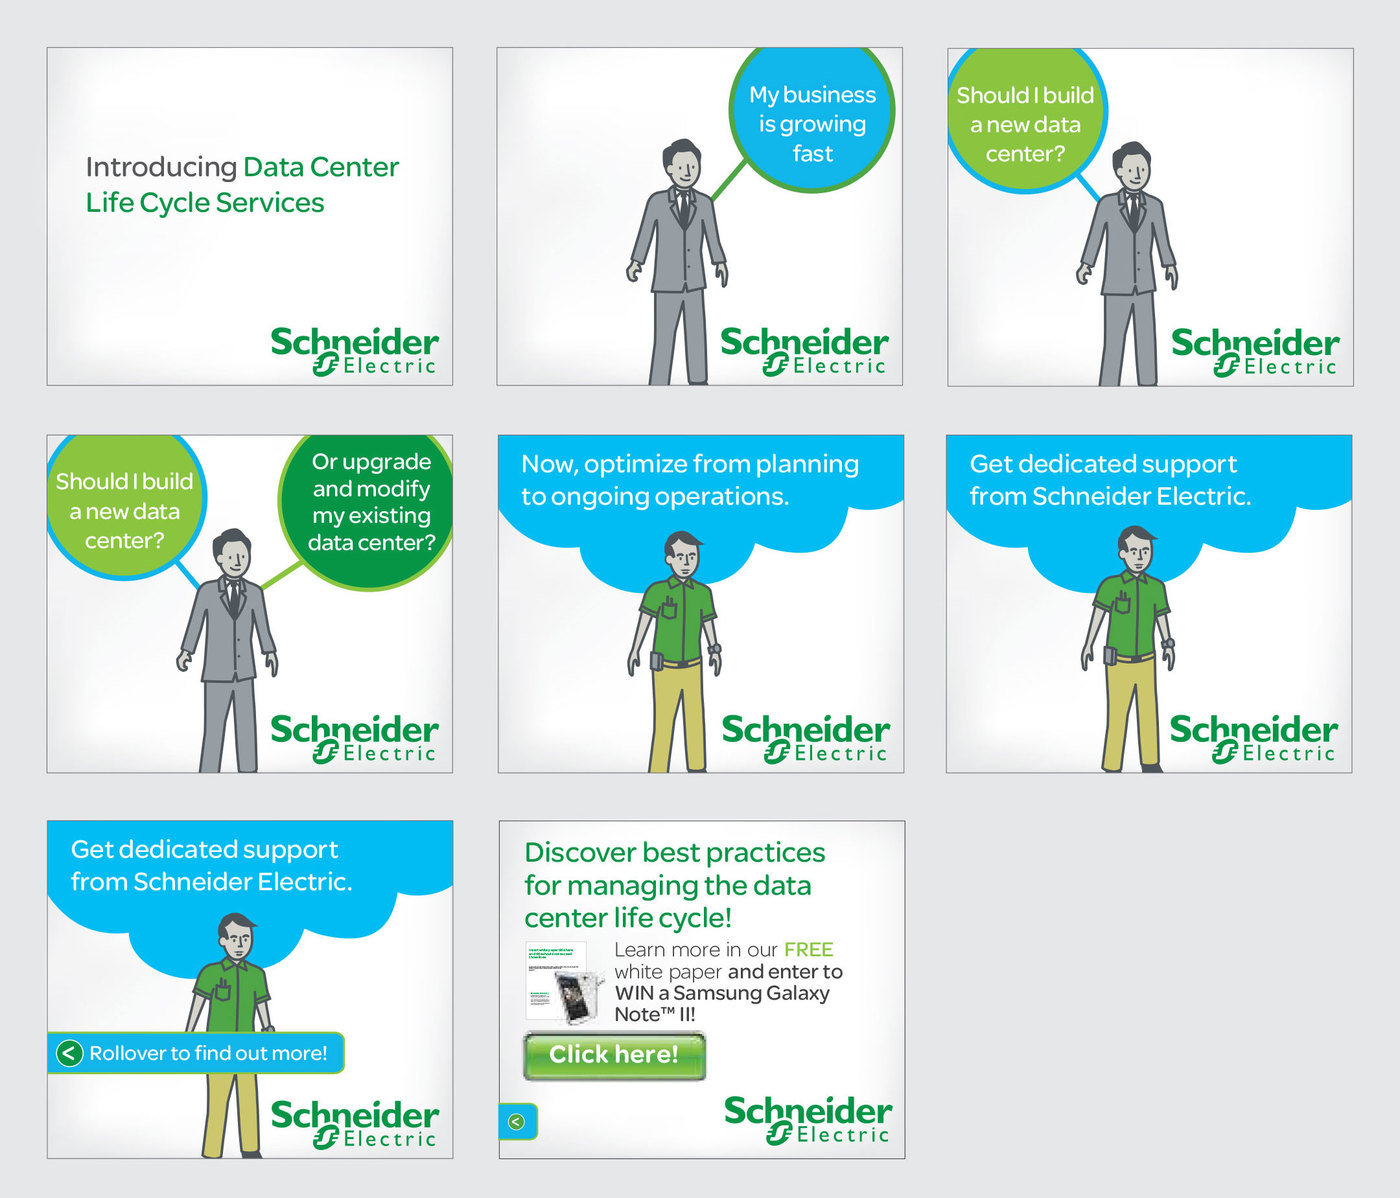 Introducing Data Center
Life Cycle Services
Schneider
Electric
My business
is growing
fast
Schneider
Electric
Should I build
a new data
center?
Schneider
Electric
Should I build
a new data
center?
Or upgrade
and modify
my existing
data center?
Schneider
Electric
Now, optimize from planning
to ongoing operations.
Schneider
Electric
Get dedicated support
from Schneider Electric.
Schneider
Electric
Get dedicated support
from Schneider Electric.
< Rollover to find out more!
Schneider
Electric
Discover best practices
for managing the data
center life cycle!
Learn more in our FREE
white paper and enter to
WIN a Samsung Galaxy
Note™ II!
Click here!
<
Schneider
Electric